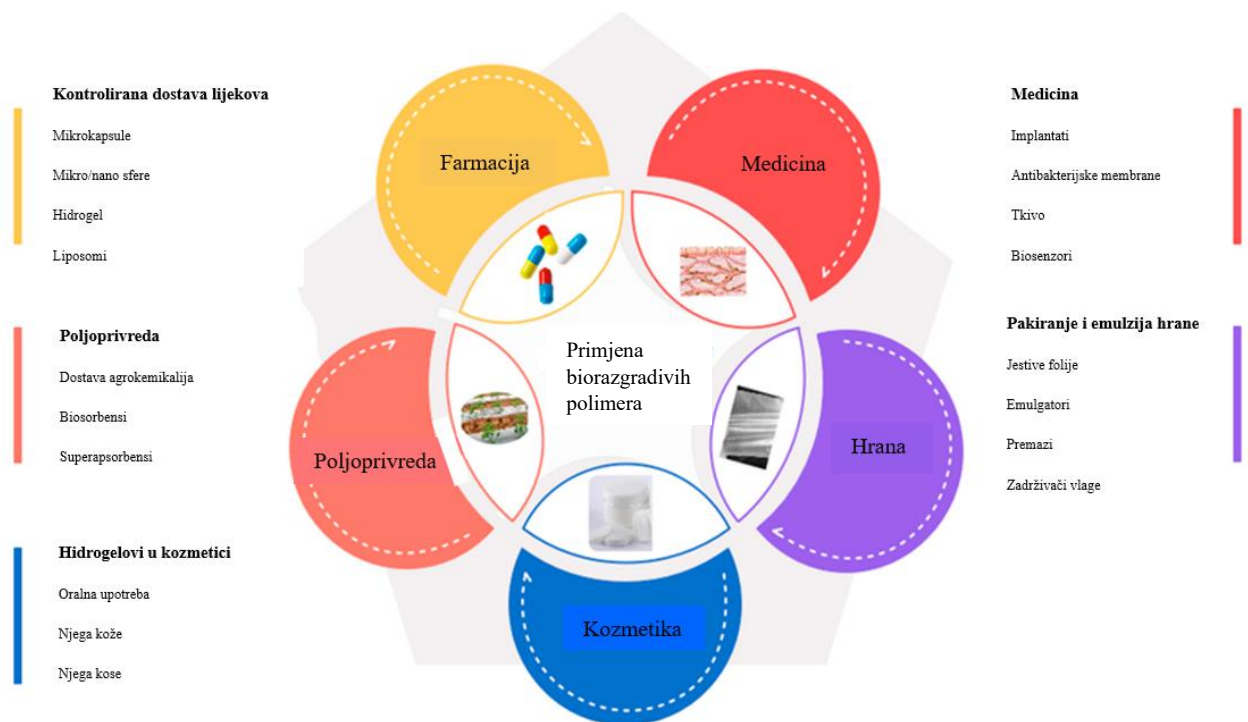 Kontrolirana dostava lijekova
Mikrokapsule
Mikro/nano sfere
Hidrogel
Liposomi
Poljoprivreda
Dostava agrokemikalija
Biosorbensi
Superapsorbensi
Hidrogelovi u kozmetici
Oralna upotreba
Njega kože
Njega kose
Farmacija
Medicina
Primjena
biorazgradivih
polimera
Poljoprivreda
Hrana
Kozmetika
Medicina
Implantati
Antibakterijske membrane
Tkivo
Biosenzori
Pakiranje i emulzija hrane
Jestive folije
Emulgatori
Premazi
Zadrživači vlage